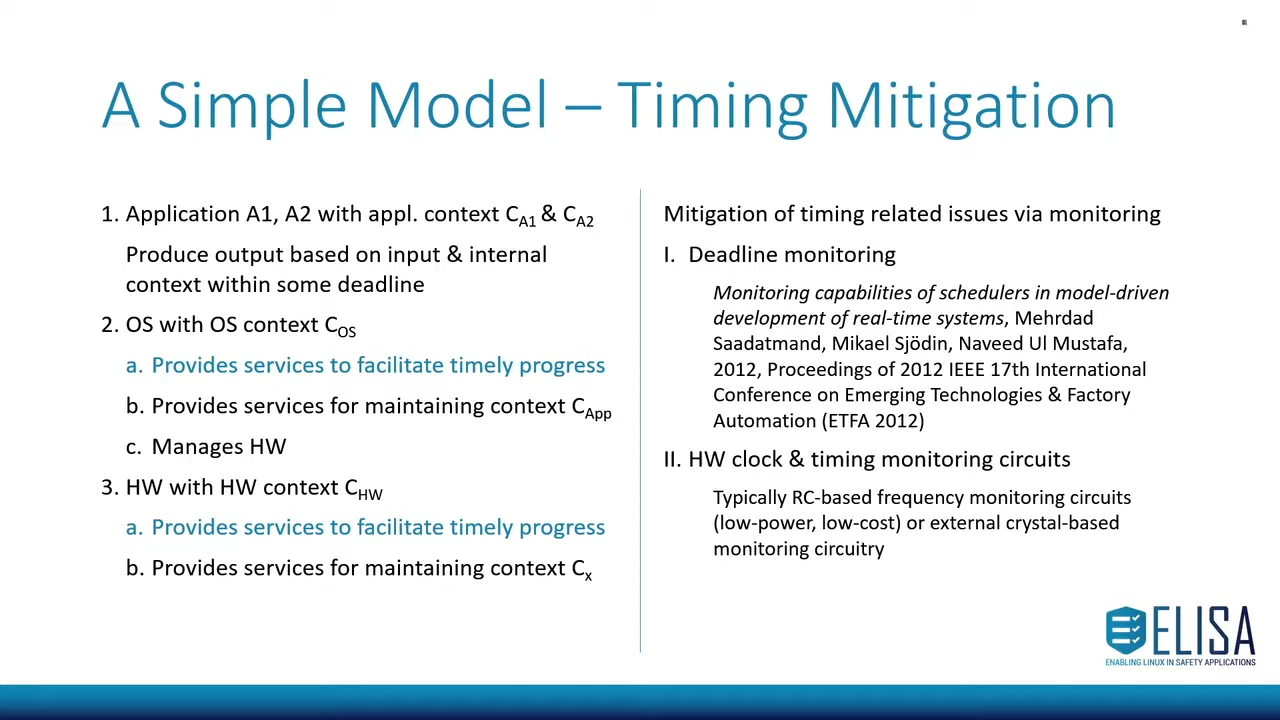 A Simple Model – Timing Mitigation
1. Application A1, A2 with appl. context C_A1 & C_A2
Produce output based on input & internal
context within some deadline
2. OS with OS context C_OS
a. Provides services to facilitate timely progress
b. Provides services for maintaining context C_App
c. Manages HW
3. HW with HW context C_HW
a. Provides services to facilitate timely progress
b. Provides services for maintaining context C_x
Mitigation of timing related issues via monitoring
I. Deadline monitoring
Monitoring capabilities of schedulers in model-driven
development of real-time systems, Mehrdad
Saadatmand, Mikael Sjödin, Naveed Ul Mustafa,
2012, Proceedings of 2012 IEEE 17th International
Conference on Emerging Technologies & Factory
Automation (ETFA 2012)
II. HW clock & timing monitoring circuits
Typically RC-based frequency monitoring circuits
(low-power, low-cost) or external crystal-based
monitoring circuitry
ELISA
ENABLING LINUX IN SAFETY APPLICATIONS